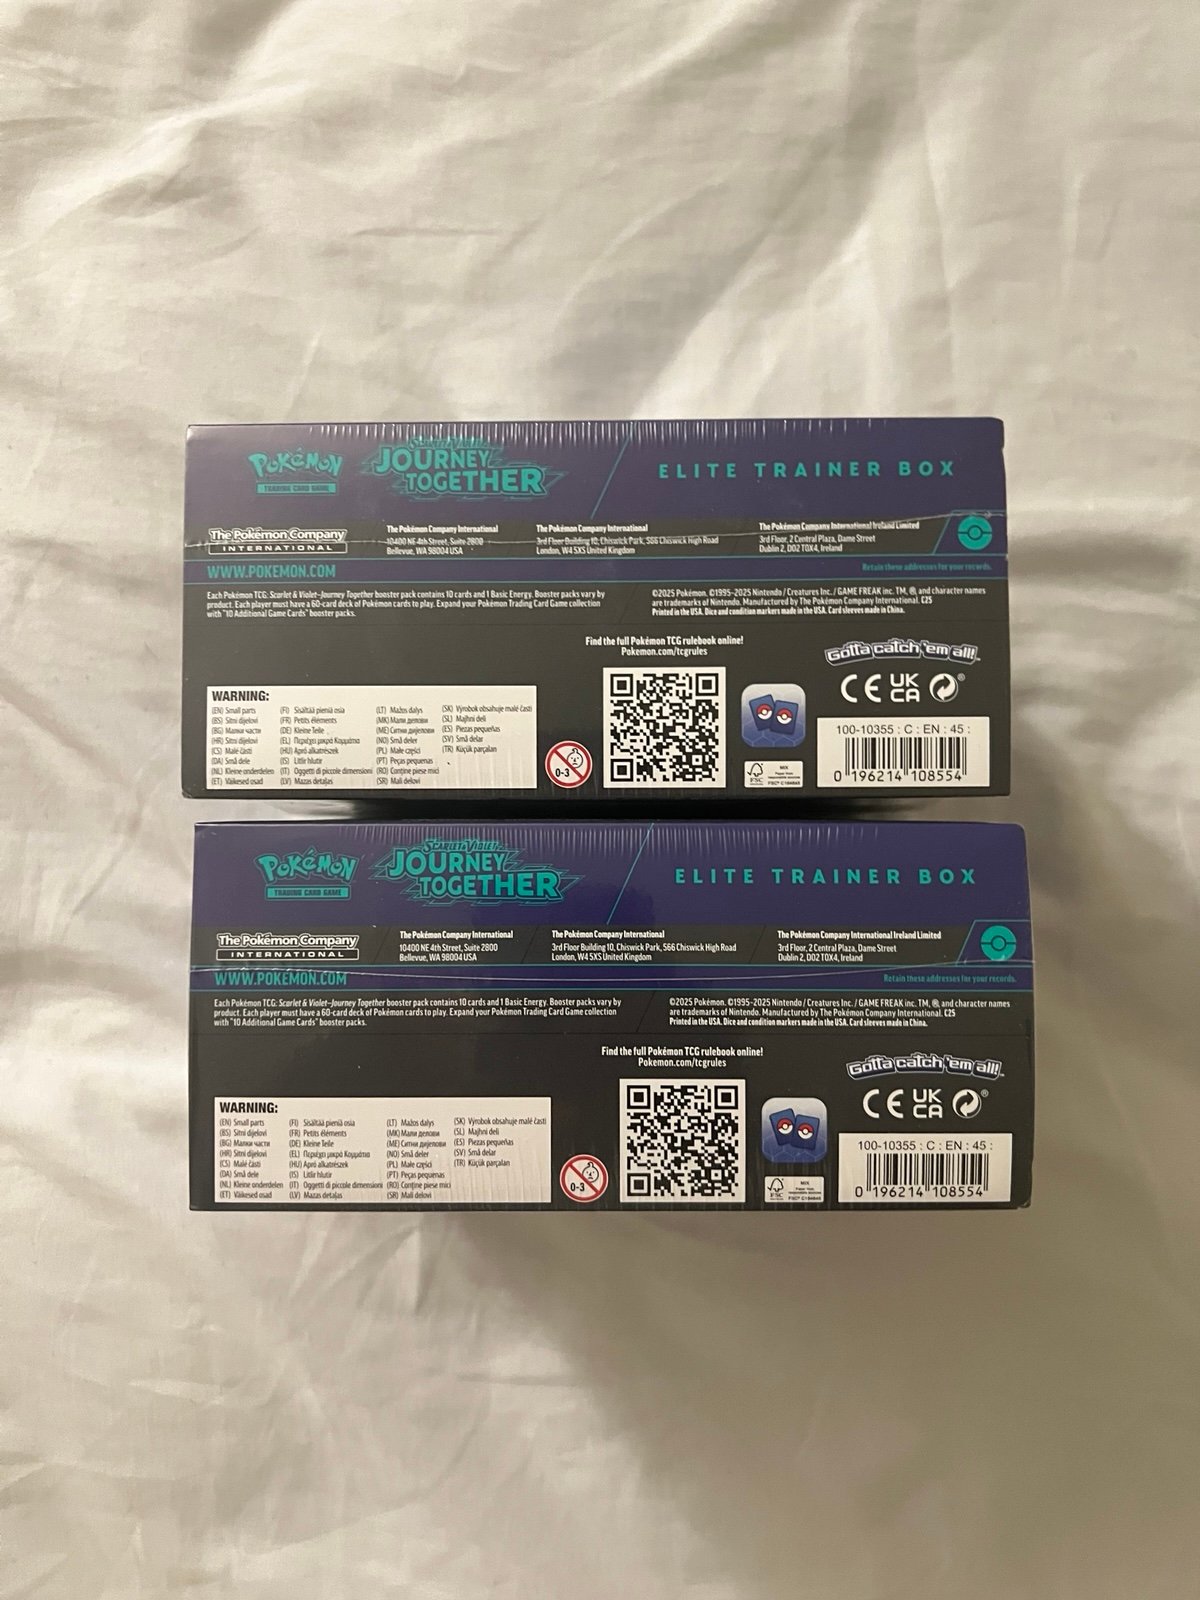 POKéMON
TRADING CARD GAME
SCARLET & VIOLET
JOURNEY
TOGETHER
ELITE TRAINER BOX
The Pokémon Company
INTERNATIONAL
The Pokémon Company International
10400 NE 4th Street, Suite 2800
Bellevue, WA 98004 USA
The Pokémon Company International
3rd Floor Building 10, Chiswick Park, 566 Chiswick High Road
London, W4 5XS United Kingdom
The Pokémon Company International Ireland Limited
3rd Floor, 2 Central Plaza, Dame Street
Dublin 2, D02 T0X4, Ireland
WWW.POKEMON.COM
Retain these addresses for your records.
Each Pokémon TCG: Scarlet & Violet—Journey Together booster pack contains 10 cards and 1 Basic Energy. Booster packs vary by
product. Each player must have a 60-card deck of Pokémon cards to play. Expand your Pokémon Trading Card Game collection
with "10 Additional Game Cards" booster packs.
©2025 Pokémon. ©1995-2025 Nintendo / Creatures Inc. / GAME FREAK inc. TM, ®, and character names
are trademarks of Nintendo. Manufactured by The Pokémon Company International. C25
Printed in the USA. Dice and condition markers made in the USA. Card sleeves made in China.
Find the full Pokémon TCG rulebook online!
Pokemon.com/tcgrules
Gotta catch 'em all!™
CE UK CA ®
WARNING:
(EN) Small parts
(BS) Sitni dijelovi
(BG) Малки части
(HR) Sitni dijelovi
(CS) Malé části
(DA) Små dele
(NL) Kleine onderdelen
(ET) Väikesed osad
(FI) Sisältää pieniä osia
(FR) Petits éléments
(DE) Kleine Teile
(EL) Περιέχει μικρά Κομμάτια
(HU) Apró alkatrészek
(IS) Litlir hlutir
(IT) Oggetti di piccole dimensioni
(LV) Mazas detaļas
(LT) Mažos dalys
(MK) Мали делови
(ME) Ситни дијелови
(NO) Små deler
(PL) Małe części
(PT) Peças pequenas
(RO) Conține piese mici
(SR) Mali delovi
(SK) Výrobok obsahuje malé časti
(SL) Majhni deli
(ES) Piezas pequeñas
(SV) Små delar
(TR) Küçük parçaları
0-3
FSC
MIX
100-10355 : C : EN : 45 :
0 196214 108554
POKéMON
TRADING CARD GAME
SCARLET & VIOLET
JOURNEY
TOGETHER
ELITE TRAINER BOX
The Pokémon Company
INTERNATIONAL
The Pokémon Company International
10400 NE 4th Street, Suite 2800
Bellevue, WA 98004 USA
The Pokémon Company International
3rd Floor Building 10, Chiswick Park, 566 Chiswick High Road
London, W4 5XS United Kingdom
The Pokémon Company International Ireland Limited
3rd Floor, 2 Central Plaza, Dame Street
Dublin 2, D02 T0X4, Ireland
WWW.POKEMON.COM
Retain these addresses for your records.
Each Pokémon TCG: Scarlet & Violet—Journey Together booster pack contains 10 cards and 1 Basic Energy. Booster packs vary by
product. Each player must have a 60-card deck of Pokémon cards to play. Expand your Pokémon Trading Card Game collection
with "10 Additional Game Cards" booster packs.
©2025 Pokémon. ©1995-2025 Nintendo / Creatures Inc. / GAME FREAK inc. TM, ®, and character names
are trademarks of Nintendo. Manufactured by The Pokémon Company International. C25
Printed in the USA. Dice and condition markers made in the USA. Card sleeves made in China.
Find the full Pokémon TCG rulebook online!
Pokemon.com/tcgrules
Gotta catch 'em all!™
CE UK CA ®
WARNING:
(EN) Small parts
(BS) Sitni dijelovi
(BG) Малки части
(HR) Sitni dijelovi
(CS) Malé části
(DA) Små dele
(NL) Kleine onderdelen
(ET) Väikesed osad
(FI) Sisältää pieniä osia
(FR) Petits éléments
(DE) Kleine Teile
(EL) Περιέχει μικρά Κομμάτια
(HU) Apró alkatrészek
(IS) Litlir hlutir
(IT) Oggetti di piccole dimensioni
(LV) Mazas detaļas
(LT) Mažos dalys
(MK) Мали делови
(ME) Ситни дијелови
(NO) Små deler
(PL) Małe części
(PT) Peças pequenas
(RO) Conține piese mici
(SR) Mali delovi
(SK) Výrobok obsahuje malé časti
(SL) Majhni deli
(ES) Piezas pequeñas
(SV) Små delar
(TR) Küçük parçaları
0-3
FSC
MIX
100-10355 : C : EN : 45 :
0 196214 108554